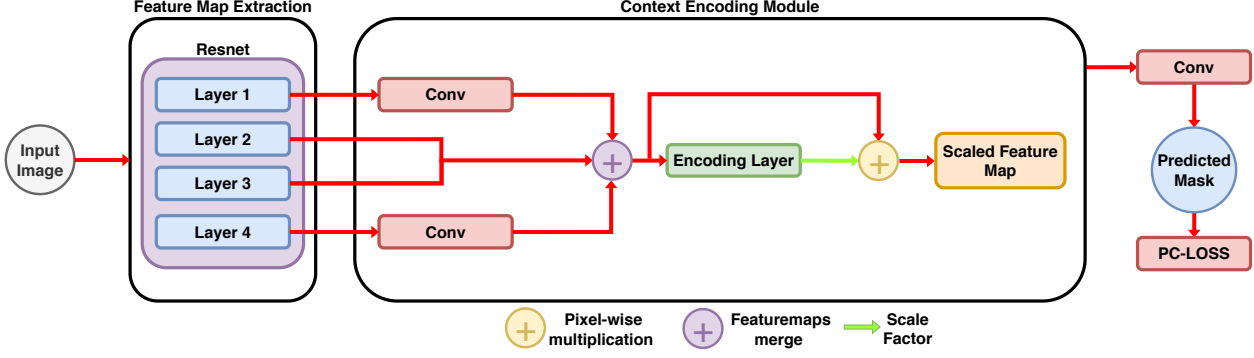 Feature Map Extraction
Context Encoding Module
Resnet
Layer 1
Layer 2
Layer 3
Layer 4
Input
Image
Conv
Conv
+
Encoding Layer
+
Scaled Feature
Map
Conv
Predicted
Mask
PC-LOSS
+
Pixel-wise
multiplication
+
Featuremaps
merge
Scale
Factor